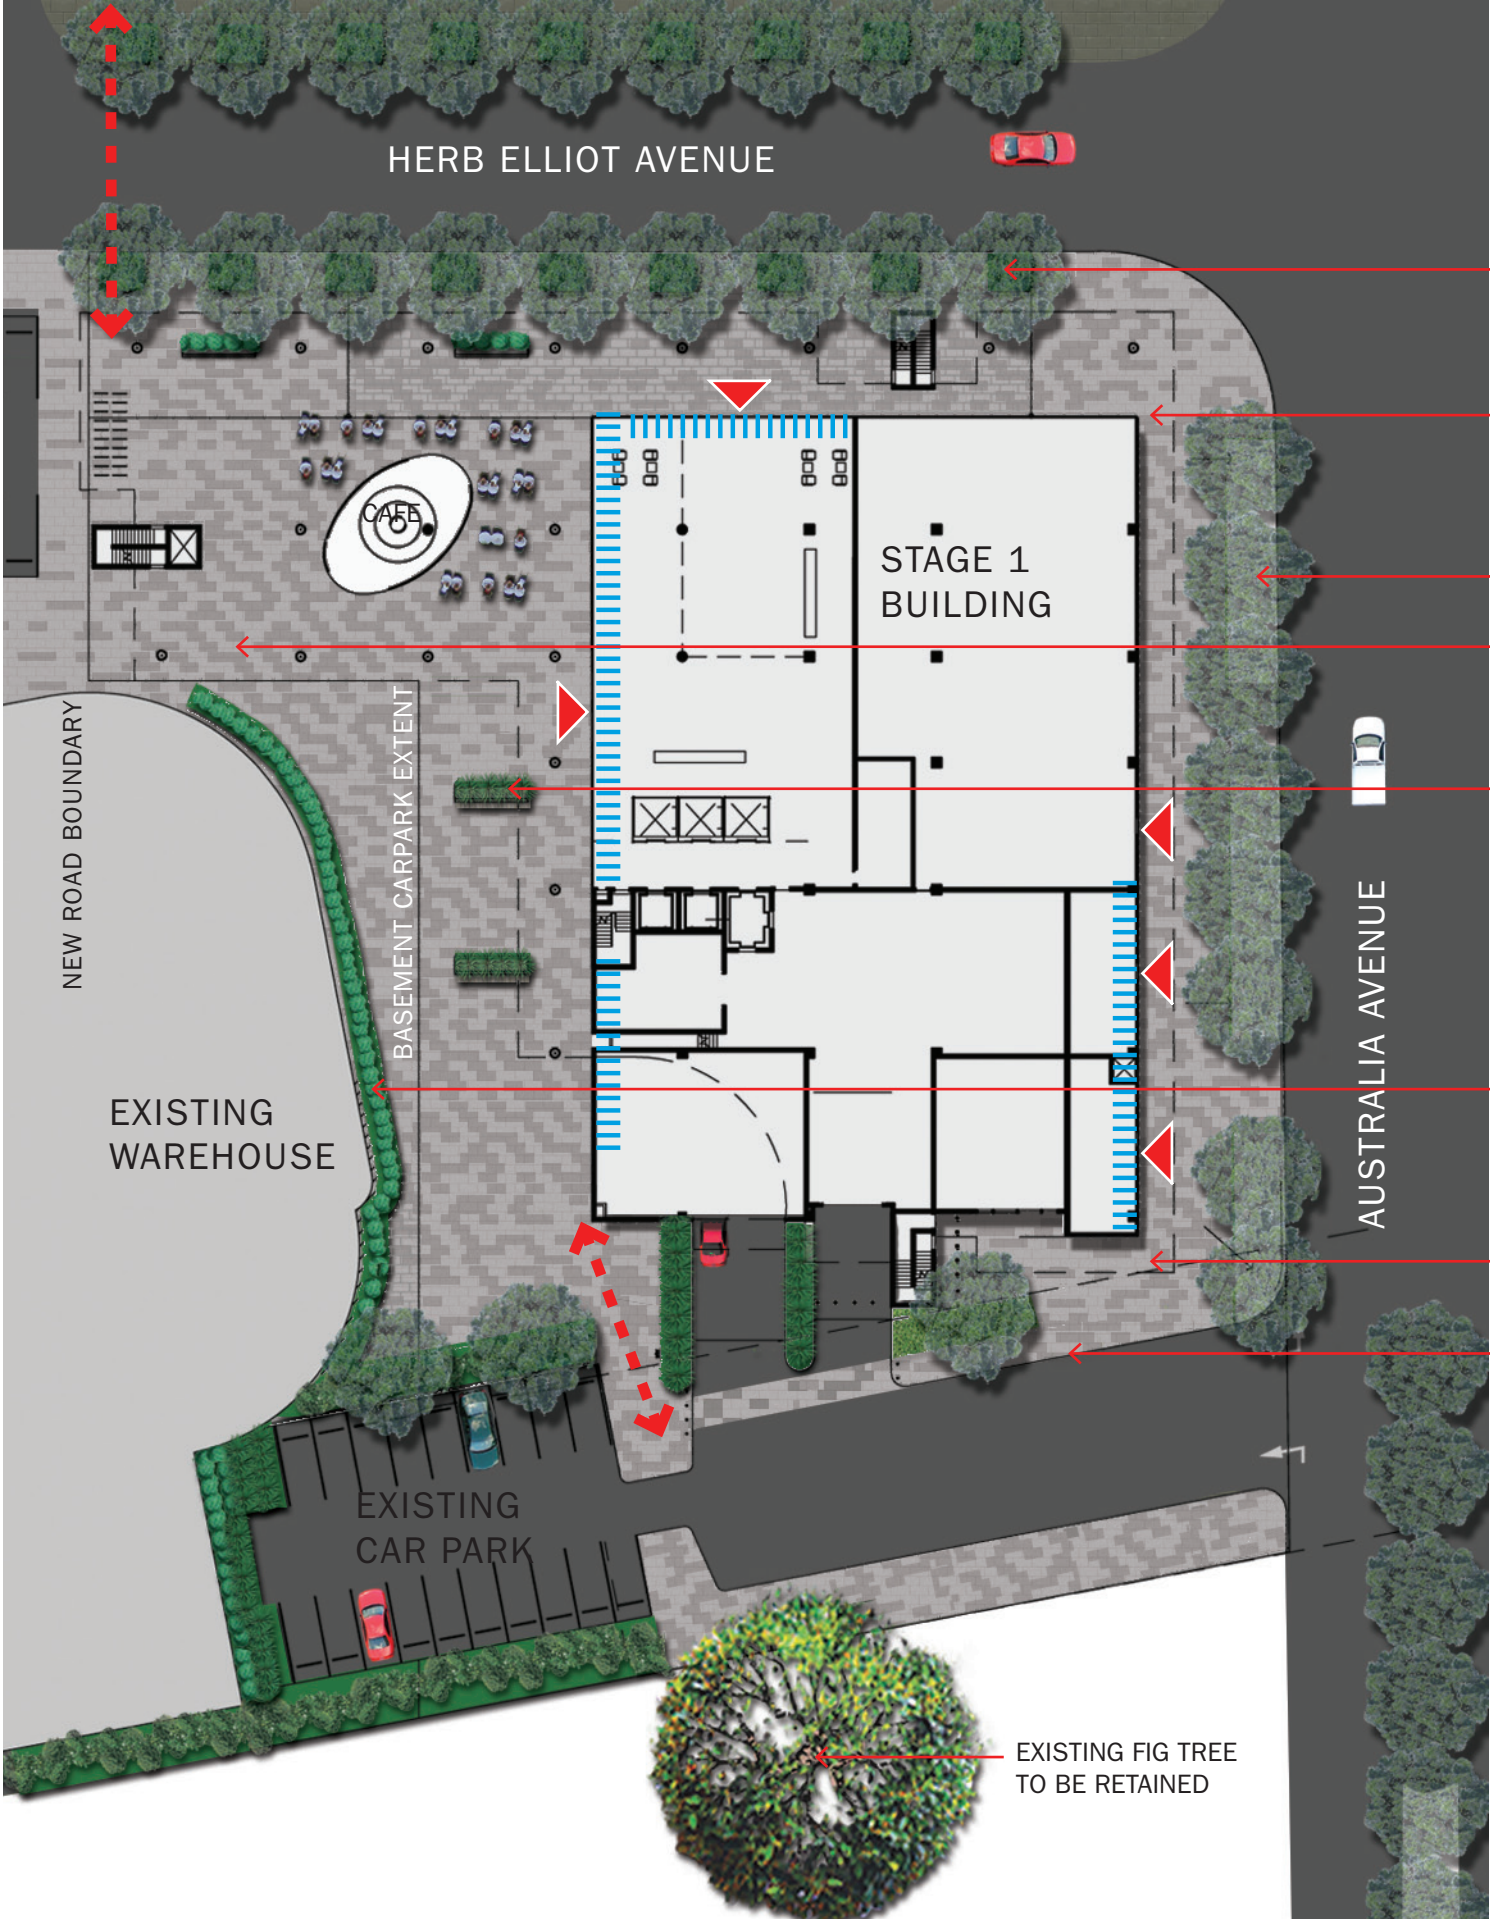 HERB ELLIOT AVENUE
CAFE
STAGE 1
BUILDING
NEW ROAD BOUNDARY
BASEMENT CARPARK EXTENT
AUSTRALIA AVENUE
EXISTING
WAREHOUSE
EXISTING
CAR PARK
EXISTING FIG TREE
TO BE RETAINED